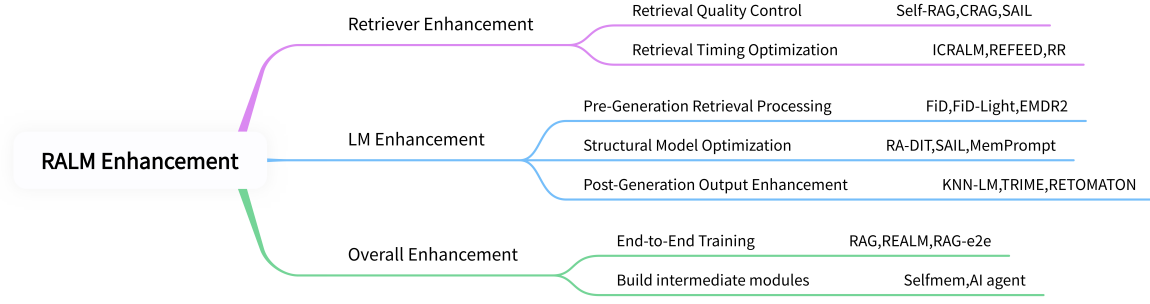 RALM Enhancement
Retriever Enhancement
Retrieval Quality Control Self-RAG,CRAG,SAIL
Retrieval Timing Optimization ICRALM,REFEED,RR
LM Enhancement
Pre-Generation Retrieval Processing FiD,FiD-Light,EMDR2
Structural Model Optimization RA-DIT,SAIL,MemPrompt
Post-Generation Output Enhancement KNN-LM,TRIME,RETOMATON
Overall Enhancement
End-to-End Training RAG,REALM,RAG-e2e
Build intermediate modules Selfmem,AI agent